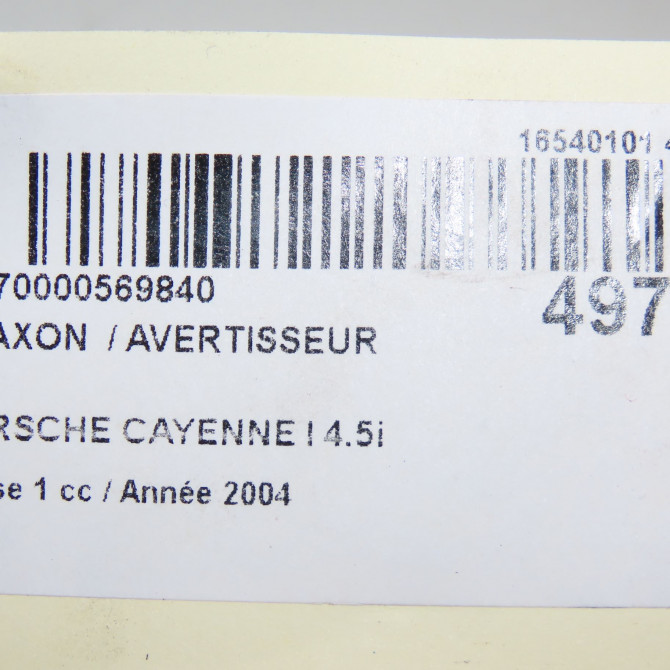 16540101 4
70000569840
497
AXON / AVERTISSEUR
RSCHE CAYENNE I 4.5i
se 1 cc / Année 2004